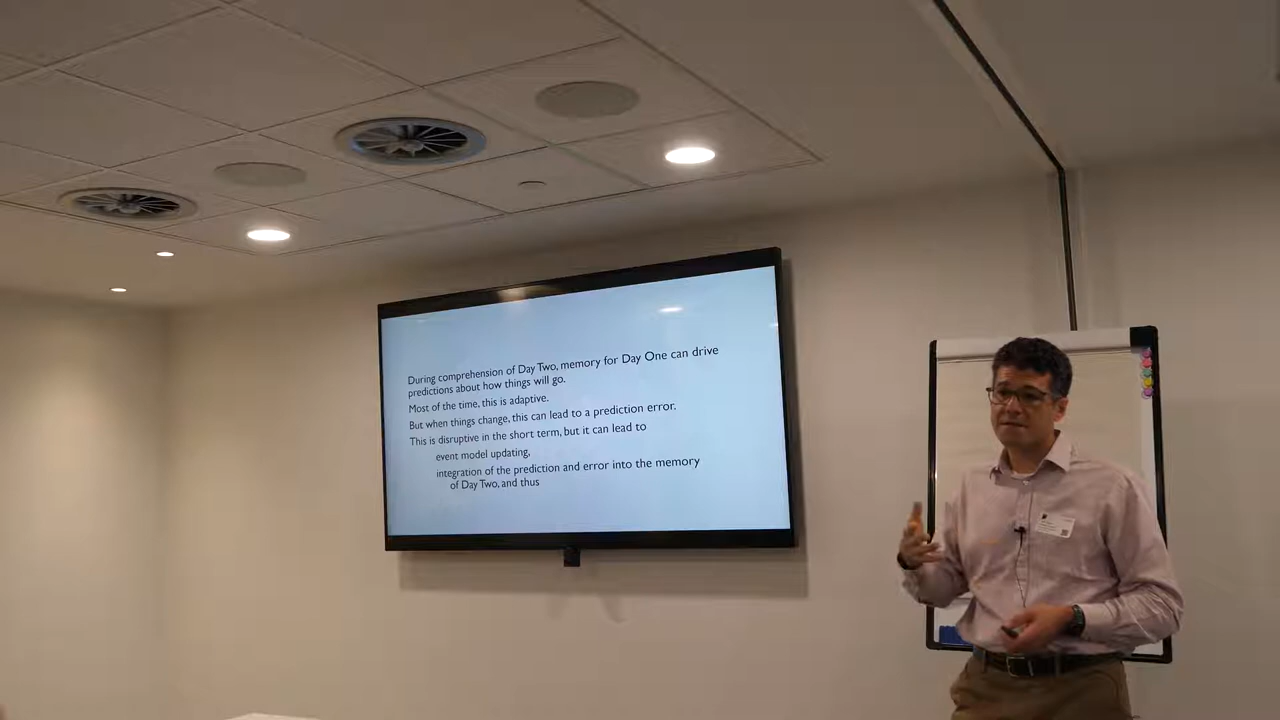 During comprehension of Day Two, memory for Day One can drive
predictions about how things will go.
Most of the time, this is adaptive.
But when things change, this can lead to a prediction error.
This is disruptive in the short term, but it can lead to
event model updating,
integration of the prediction and error into the memory
of Day Two, and thus